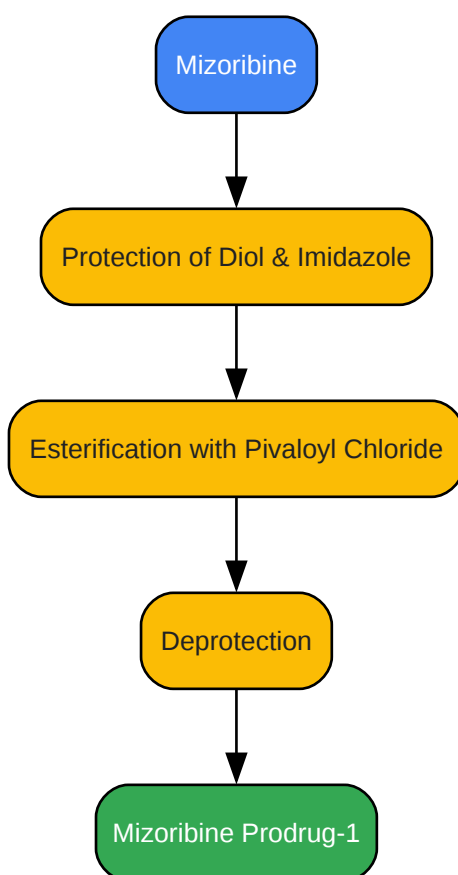 Mizoribine
Protection of Diol & Imidazole
Esterification with Pivaloyl Chloride
Deprotection
Mizoribine Prodrug-1